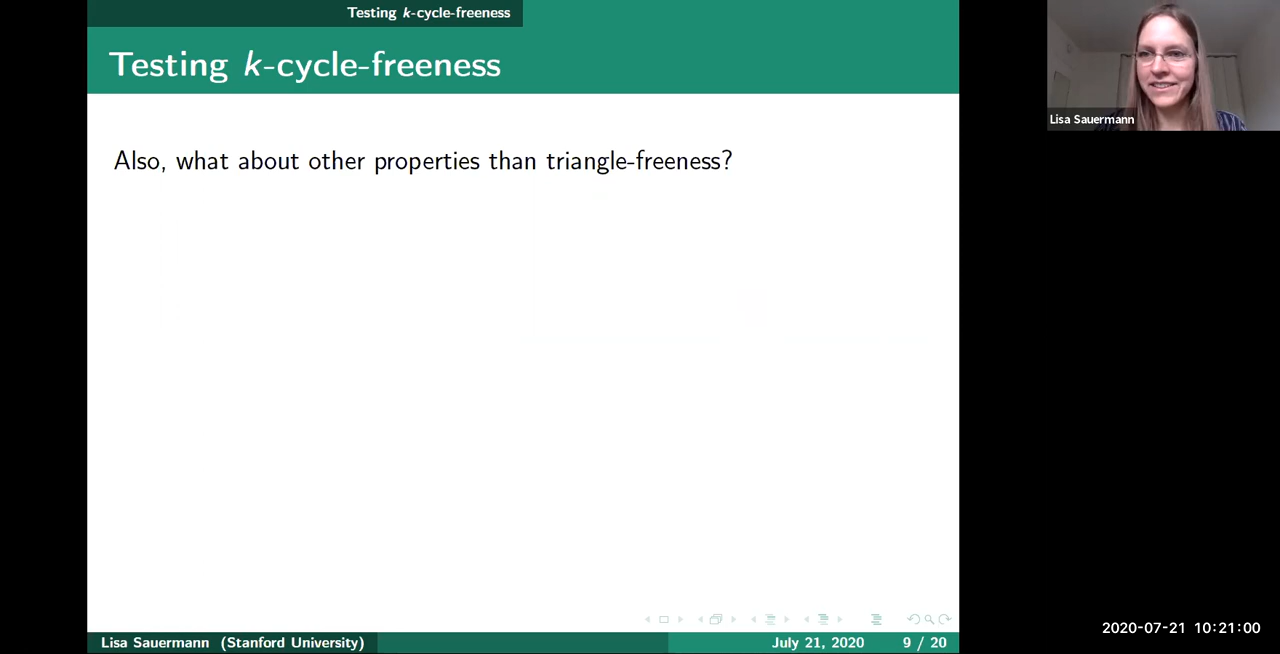 Testing k-cycle-freeness
Testing k-cycle-freeness
Also, what about other properties than triangle-freeness?
Lisa Sauermann
Lisa Sauermann (Stanford University)
July 21, 2020
9 / 20
2020-07-21 10:21:00